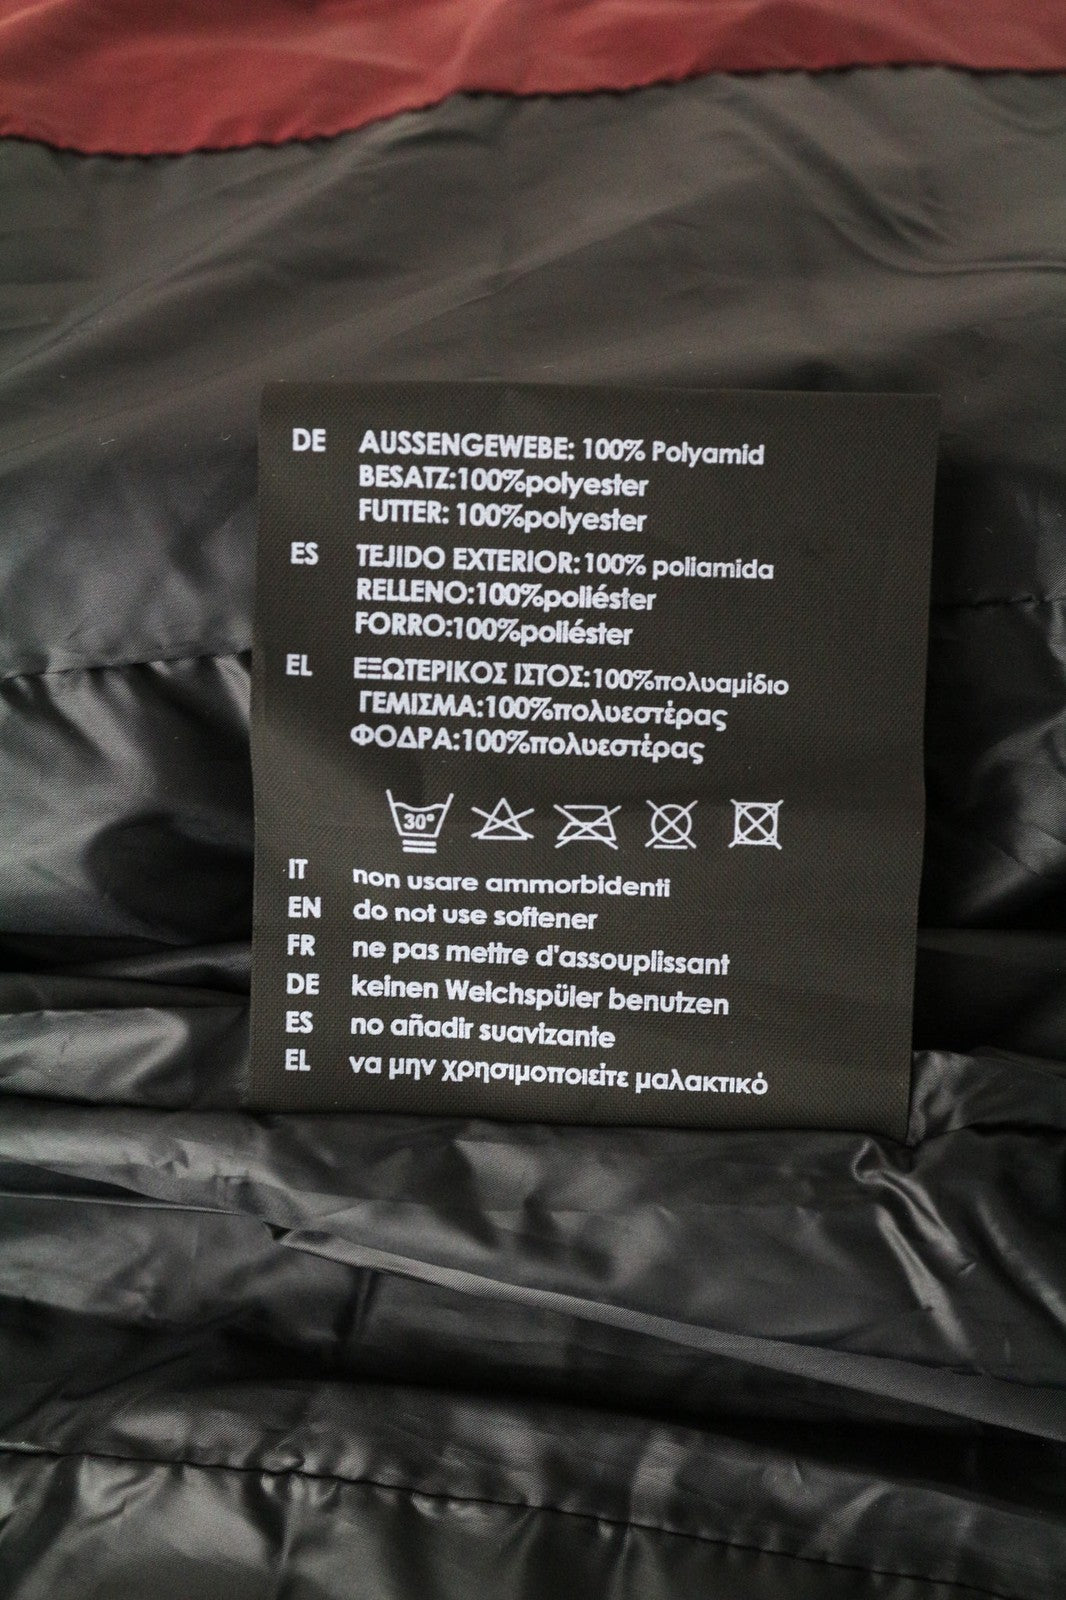 DE AUSSENGEWEBE: 100% Polyamid
BESATZ:100%polyester
FUTTER: 100%polyester
ES TEJIDO EXTERIOR:100% poliamida
RELLENO:100%poliéster
FORRO:100%poliéster
EL ΕΞΩΤΕΡΙΚΟΣ ΙΣΤΟΣ:100%πολυαμίδιο
ΓΕΜΙΣΜΑ:100%πολυεστέρας
ΦΟΔΡΑ:100%πολυεστέρας
30°
IT non usare ammorbidenti
EN do not use softener
FR ne pas mettre d'assouplissant
DE keinen Weichspüler benutzen
ES no añadir suavizante
EL να μην χρησιμοποιείτε μαλακτικό